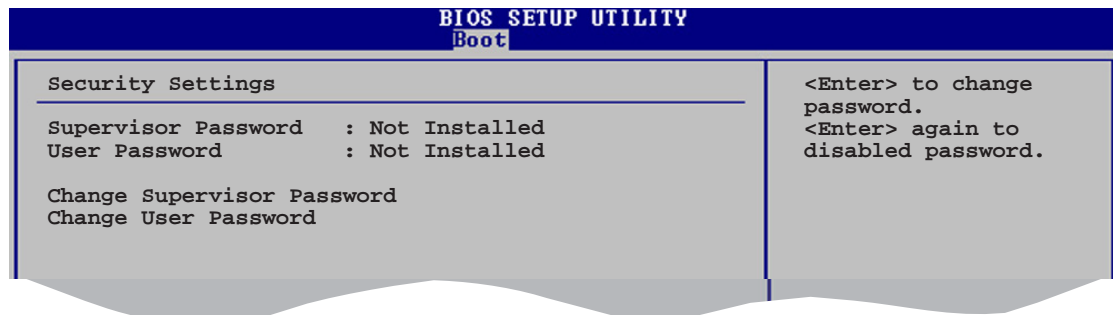 BIOS SETUP UTILITY
Boot
Security Settings
Supervisor Password : Not Installed
User Password : Not Installed
Change Supervisor Password
Change User Password
<Enter> to change
password.
<Enter> again to
disabled password.